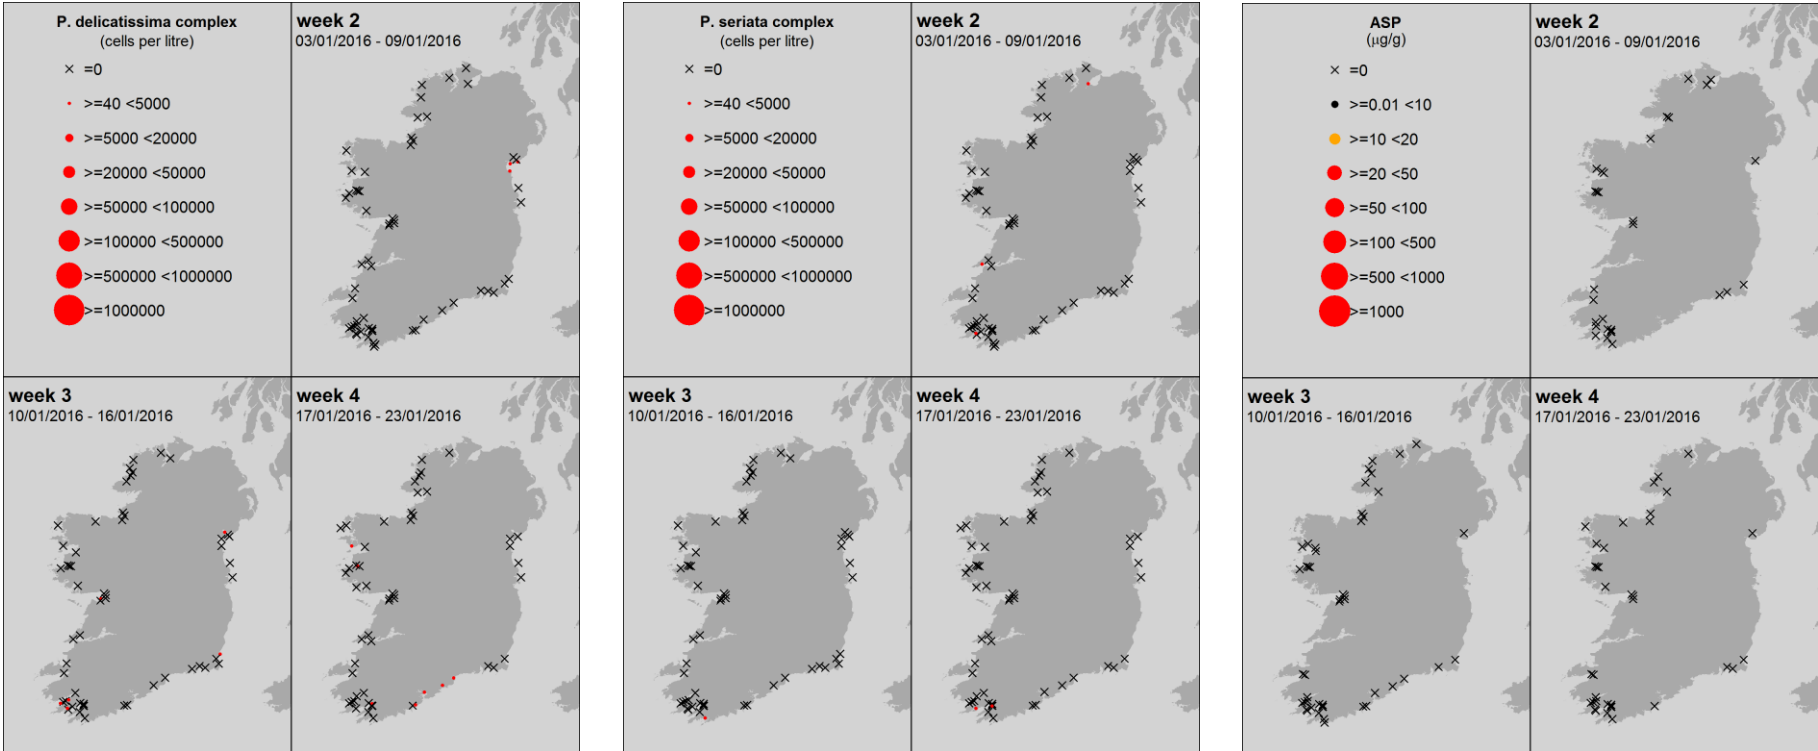 P. delicatissima complex
(cells per litre)
=0
>=40 <5000
>=5000 <20000
>=20000 <50000
>=50000 <100000
>=100000 <500000
>=500000 <1000000
>=1000000
week 2
03/01/2016 - 09/01/2016
week 3
10/01/2016 - 16/01/2016
week 4
17/01/2016 - 23/01/2016
P. seriata complex
(cells per litre)
=0
>=40 <5000
>=5000 <20000
>=20000 <50000
>=50000 <100000
>=100000 <500000
>=500000 <1000000
>=1000000
week 2
03/01/2016 - 09/01/2016
week 3
10/01/2016 - 16/01/2016
week 4
17/01/2016 - 23/01/2016
ASP
(µg/g)
=0
>=0.01 <10
>=10 <20
>=20 <50
>=50 <100
>=100 <500
>=500 <1000
>=1000
week 2
03/01/2016 - 09/01/2016
week 3
10/01/2016 - 16/01/2016
week 4
17/01/2016 - 23/01/2016